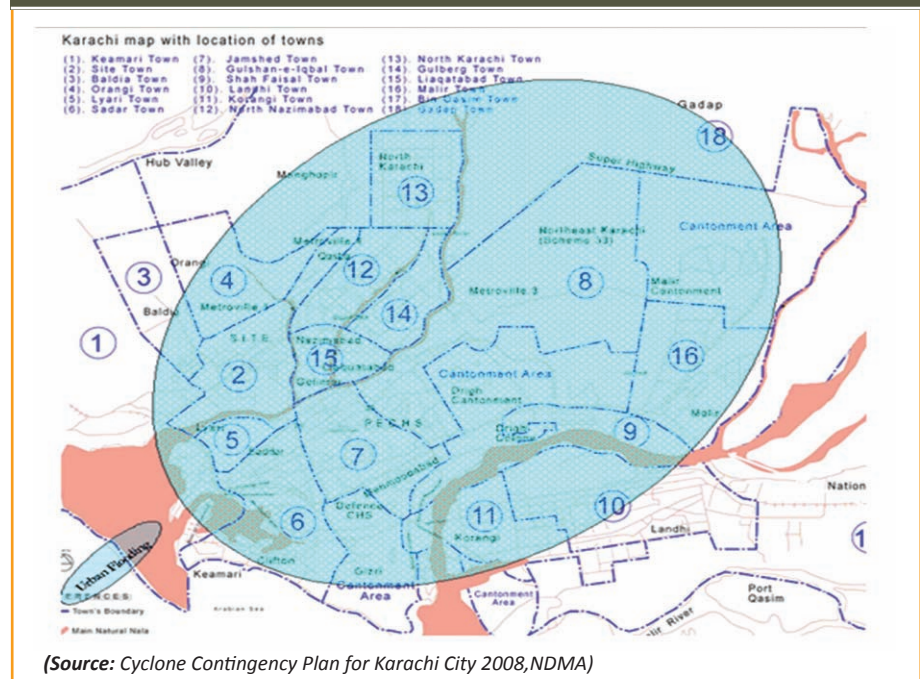 Karachi map with location of towns
(1). Keamari Town (7). Jamshed Town (13). North Karachi Town
(2). Site Town (8). Gulshan-e-Iqbal Town (14). Gulberg Town
(3). Baldia Town (9). Shah Faisal Town (15). Liaqatabad Town
(4). Orangi Town (10). Landhi Town (16). Malir Town
(5). Lyari Town (11). Korangi Town (17). Bin Qasim Town
(6). Sadar Town (12). North Nazimabad Town (18). Gadap Town
Gadap
18
Hub Valley
Manghopir
North
Karachi
13
Super Highway
Cantonment Area
Northeast Karachi
Metroville
12
3
Orangi
4
14
Metroville 3
8
Malir
Cantonment
Baldia
Metroville
1
S.I.T.E.
Nazimabad
15
Golimar
2
16
Cantonment Area
Drigh
Cantonment
Malir
Lyari
5
Saddar
P E C H S
7
Drigh
Colony
9
Mehmoodabad
Nation
6
Defence
CHS
11
Korangi
10
Landhi
Clifton
Gizri
Keamari
Cantonment
Area
Cantonment
Area
Port
Qasim
Arabian Sea
River
Urban Flooding
Town's Boundary
Main Natural Nala
(Source: Cyclone Contingency Plan for Karachi City 2008,NDMA)